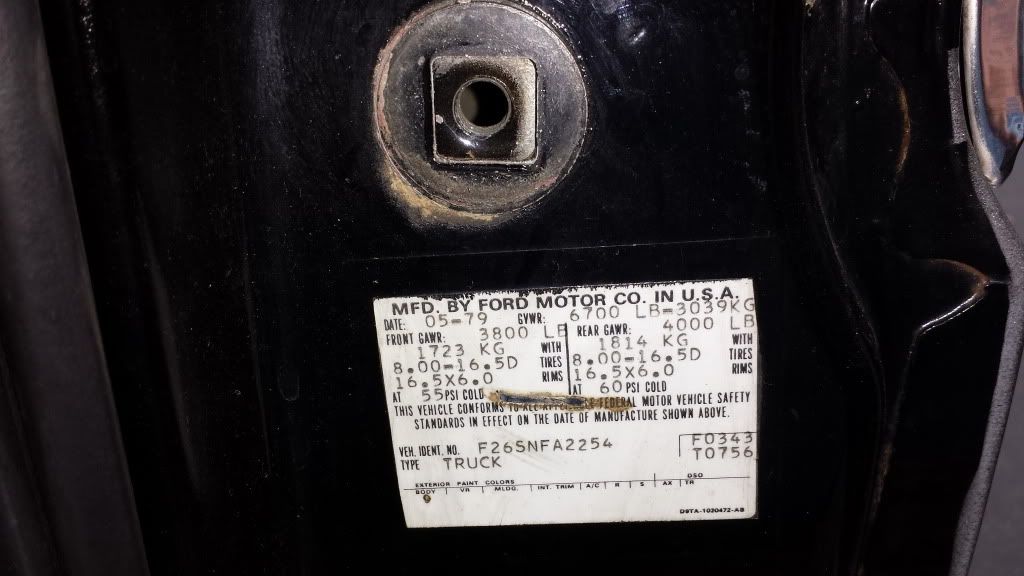 MFD. BY FORD MOTOR CO. IN U.S.A.
DATE: 05-79 GVWR: 6700 LB=3039KG
FRONT GAWR: 3800 LB REAR GAWR: 4000 LB
1723 KG WITH 1814 KG WITH
8.00-16.5D TIRES 8.00-16.5D TIRES
16.5X6.0 RIMS 16.5X6.0 RIMS
AT 55 PSI COLD AT 60 PSI COLD
THIS VEHICLE CONFORMS TO ALL FEDERAL MOTOR VEHICLE SAFETY
STANDARDS IN EFFECT ON THE DATE OF MANUFACTURE SHOWN ABOVE.
VEH. IDENT. NO. F26SNFA2254 F0343
TYPE TRUCK T0756
EXTERIOR PAINT COLORS DSO
BODY VR MLDG. INT. TRIM A/C R S AX TR
D9TA-1020472-AB